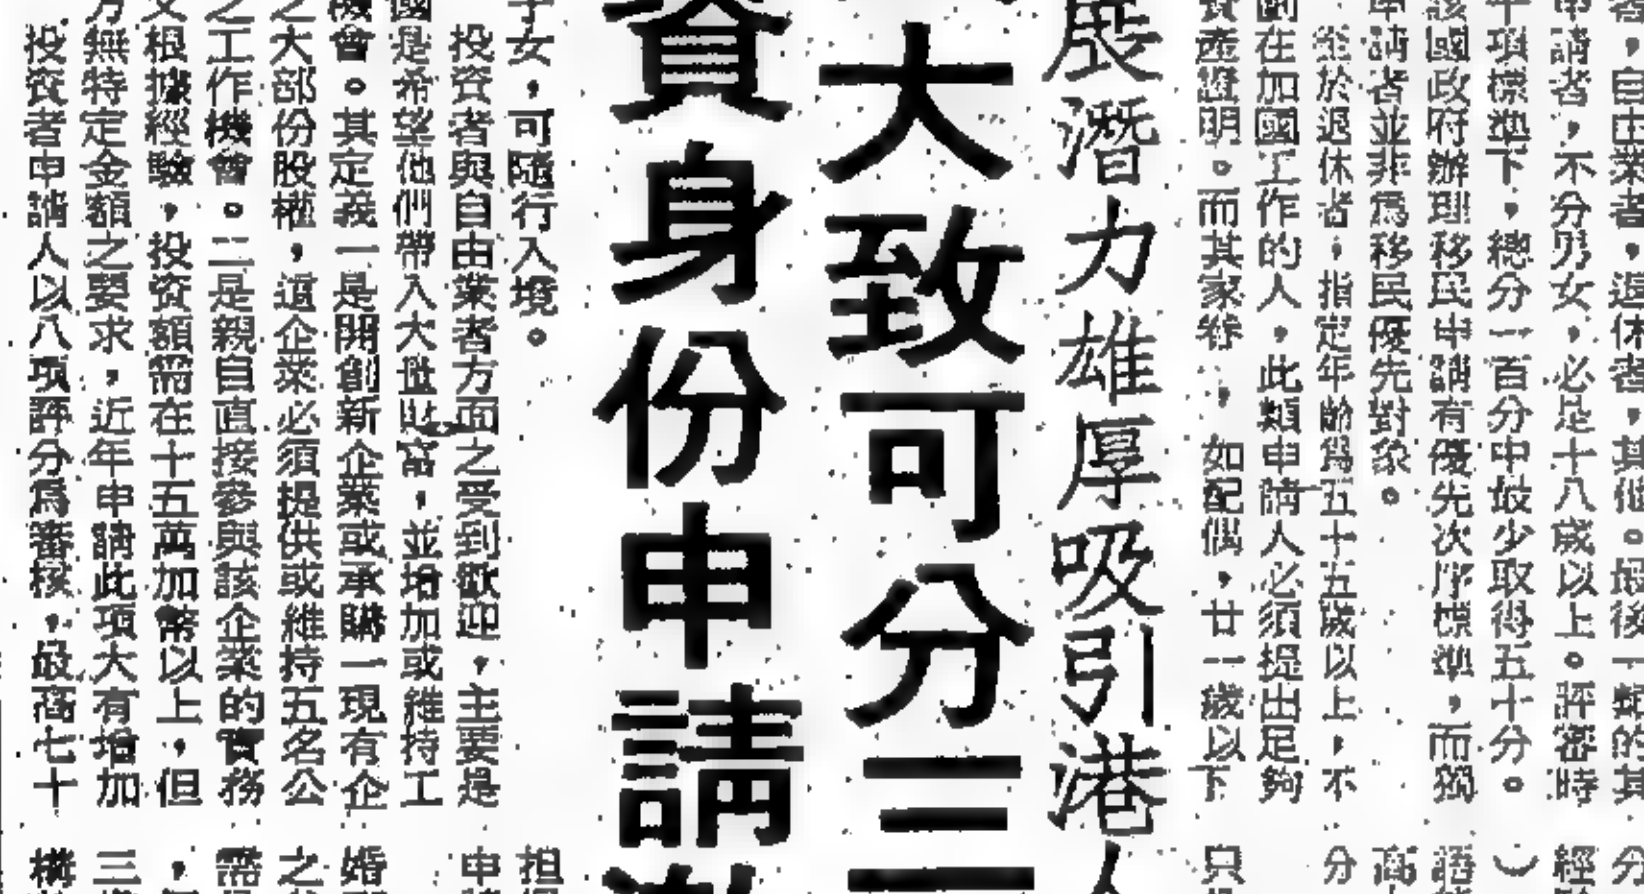 者，自由業者，退休者，其他。最後一類的其
申請者，不分男女，必足十八歲以上。評審時
十項標準下，總分一百分中最少取得五十分。
該國政府辦理移民申請有優先次序標準，而獨
申請者並非為移民優先對象。
至於退休者，指定年齡為五十五歲以上，不
劃在加國工作的人，此類申請人必須提出足夠
資產證明。而其家眷，如配偶，廿一歲以下
展潛力雄厚吸引港人
大致可分三
資身份申請
子女，可隨行入境。
投資者與自由業者方面之受到歡迎，主要是
國是希望他們帶入大量財富，並增加或維持工
機會。其定義一是開創新企業或承購一現有企
之大部份股權，這企業必須提供或維持五名公
之工作機會。二是親自直接參與該企業的實務
根據經驗，投資額需在十五萬加幣以上，但
方無特定金額之要求，近年申請此項大有增加
投資者申請人以八項評分為審核，最高七十
分
經
語
高
分
只
担
申
婚
之
需
，
三
構